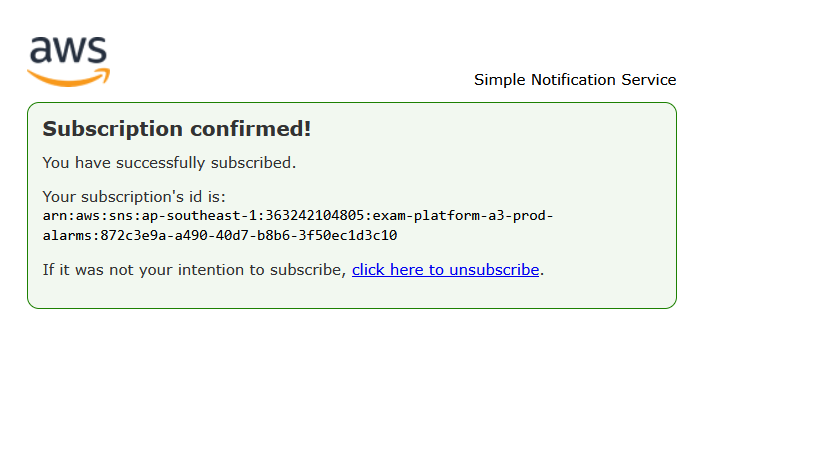 aws
Simple Notification Service
Subscription confirmed!
You have successfully subscribed.
Your subscription's id is:
arn:aws:sns:ap-southeast-1:363242104805:exam-platform-a3-prod-
alarms:872c3e9a-a490-40d7-b8b6-3f50ec1d3c10
If it was not your intention to subscribe, click here to unsubscribe.